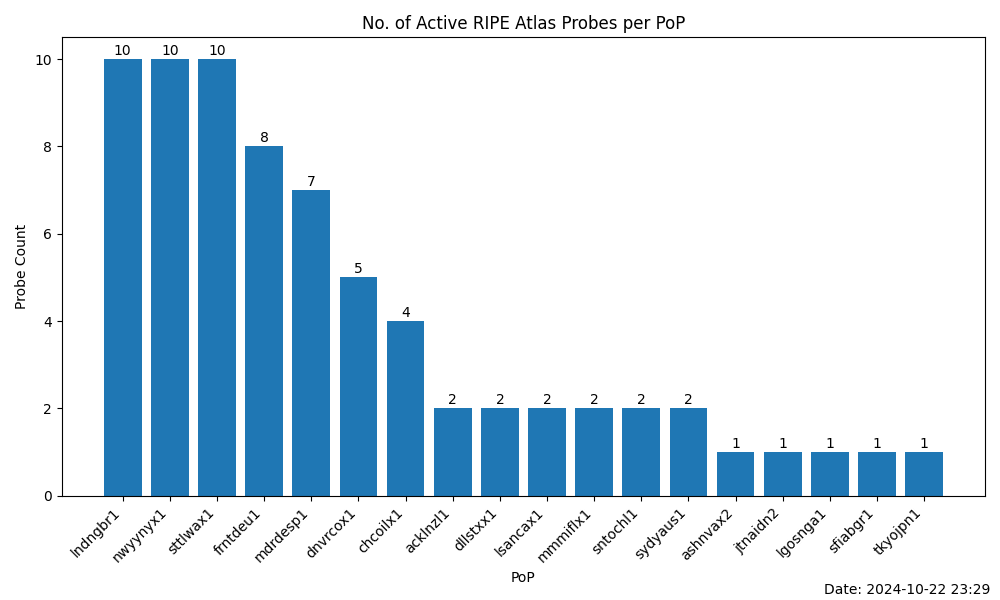 No. of Active RIPE Atlas Probes per PoP
Probe Count
10
8
6
4
2
0
10 10 10 8 7 5 4 2 2 2 2 2 2 1 1 1 1 1
lndngbr1
nwyynyx1
sttlwax1
frntdeu1
mdrdesp1
dnvrcox1
chcoilx1
acklnzl1
dllstxx1
lsancax1
mmmiflx1
sntochl1
sydyaus1
ashnvax2
jtnaidn2
lgosnga1
sfiabgr1
tkyojpn1
PoP
Date: 2024-10-22 23:29